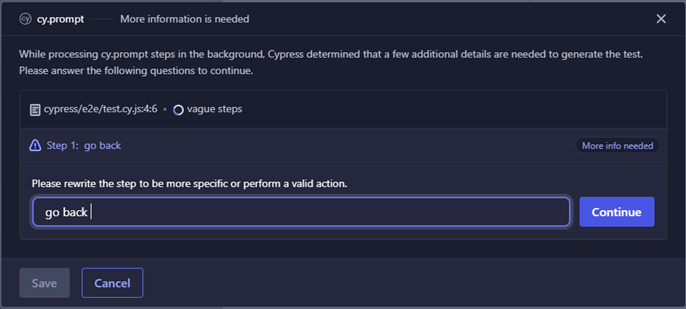 cy.prompt More information is needed
While processing cy.prompt steps in the background, Cypress determined that a few additional details are needed to generate the test.
Please answer the following questions to continue.
cypress/e2e/test.cy.js:4:6 • vague steps
Step 1: go back More info needed
Please rewrite the step to be more specific or perform a valid action.
go back Continue
Save Cancel